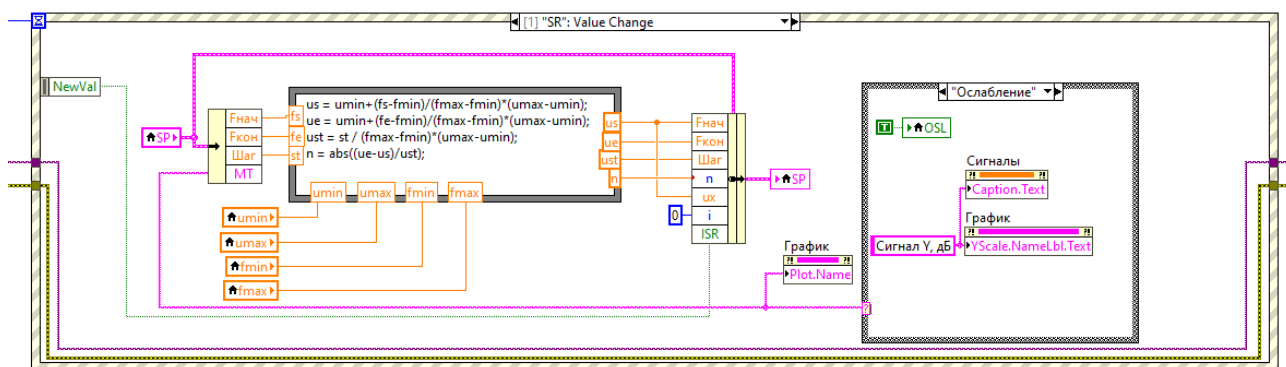 [1] "SR": Value Change
NewVal
SP
Fнач
Fкон
Шаг
MT
fs
fe
st
us = umin+(fs-fmin)/(fmax-fmin)*(umax-umin);
ue = umin+(fe-fmin)/(fmax-fmin)*(umax-umin);
ust = st / (fmax-fmin)*(umax-umin);
n = abs((ue-us)/ust);
umin
umax
fmin
fmax
us
ue
ust
n
umin
umax
fmin
fmax
Fнач
Fкон
Шаг
n
ux
i
ISR
0
SP
График
Plot.Name
"Ослабление"
T
OSL
Сигналы
Caption.Text
График
Сигнал Y, дБ
YScale.NameLbl.Text
?